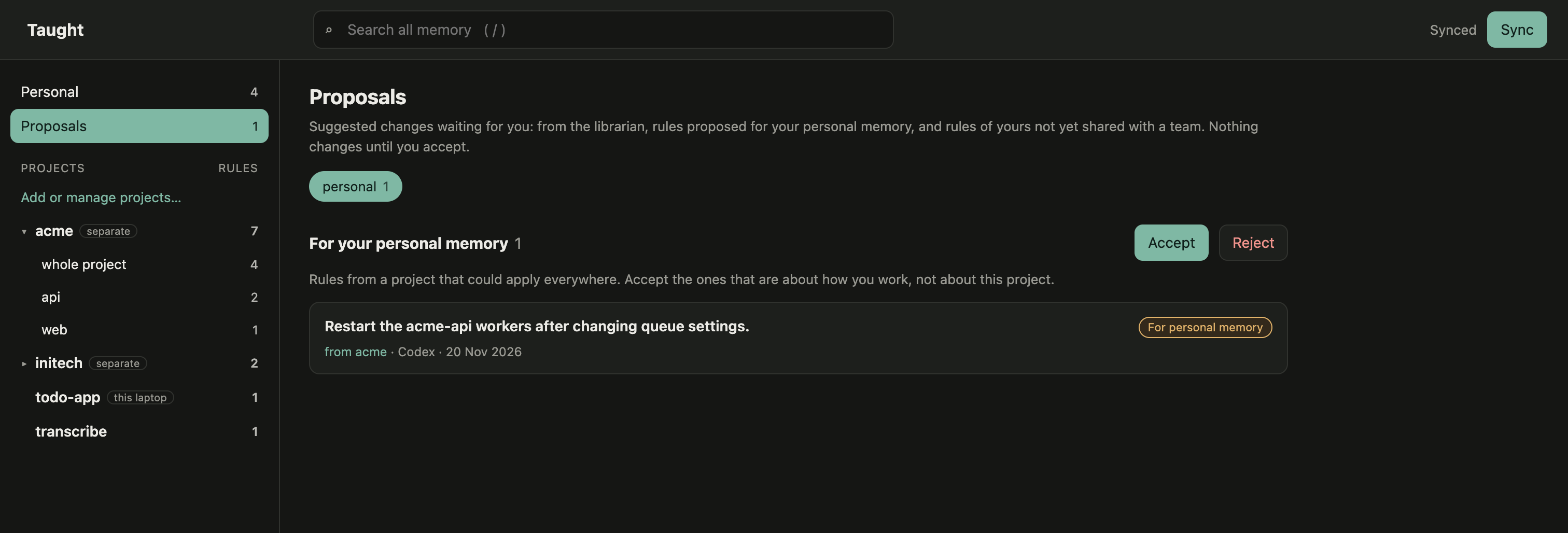 Taught
Search all memory (/)
Synced
Sync
Personal 4
Proposals 1
PROJECTS RULES
Add or manage projects...
acme separate 7
whole project 4
api 2
web 1
initech separate 2
todo-app this laptop 1
transcribe 1
Proposals
Suggested changes waiting for you: from the librarian, rules proposed for your personal memory, and rules of yours not yet shared with a team. Nothing
changes until you accept.
personal 1
For your personal memory 1
Accept
Reject
Rules from a project that could apply everywhere. Accept the ones that are about how you work, not about this project.
Restart the acme-api workers after changing queue settings.
For personal memory
from acme · Codex · 20 Nov 2026